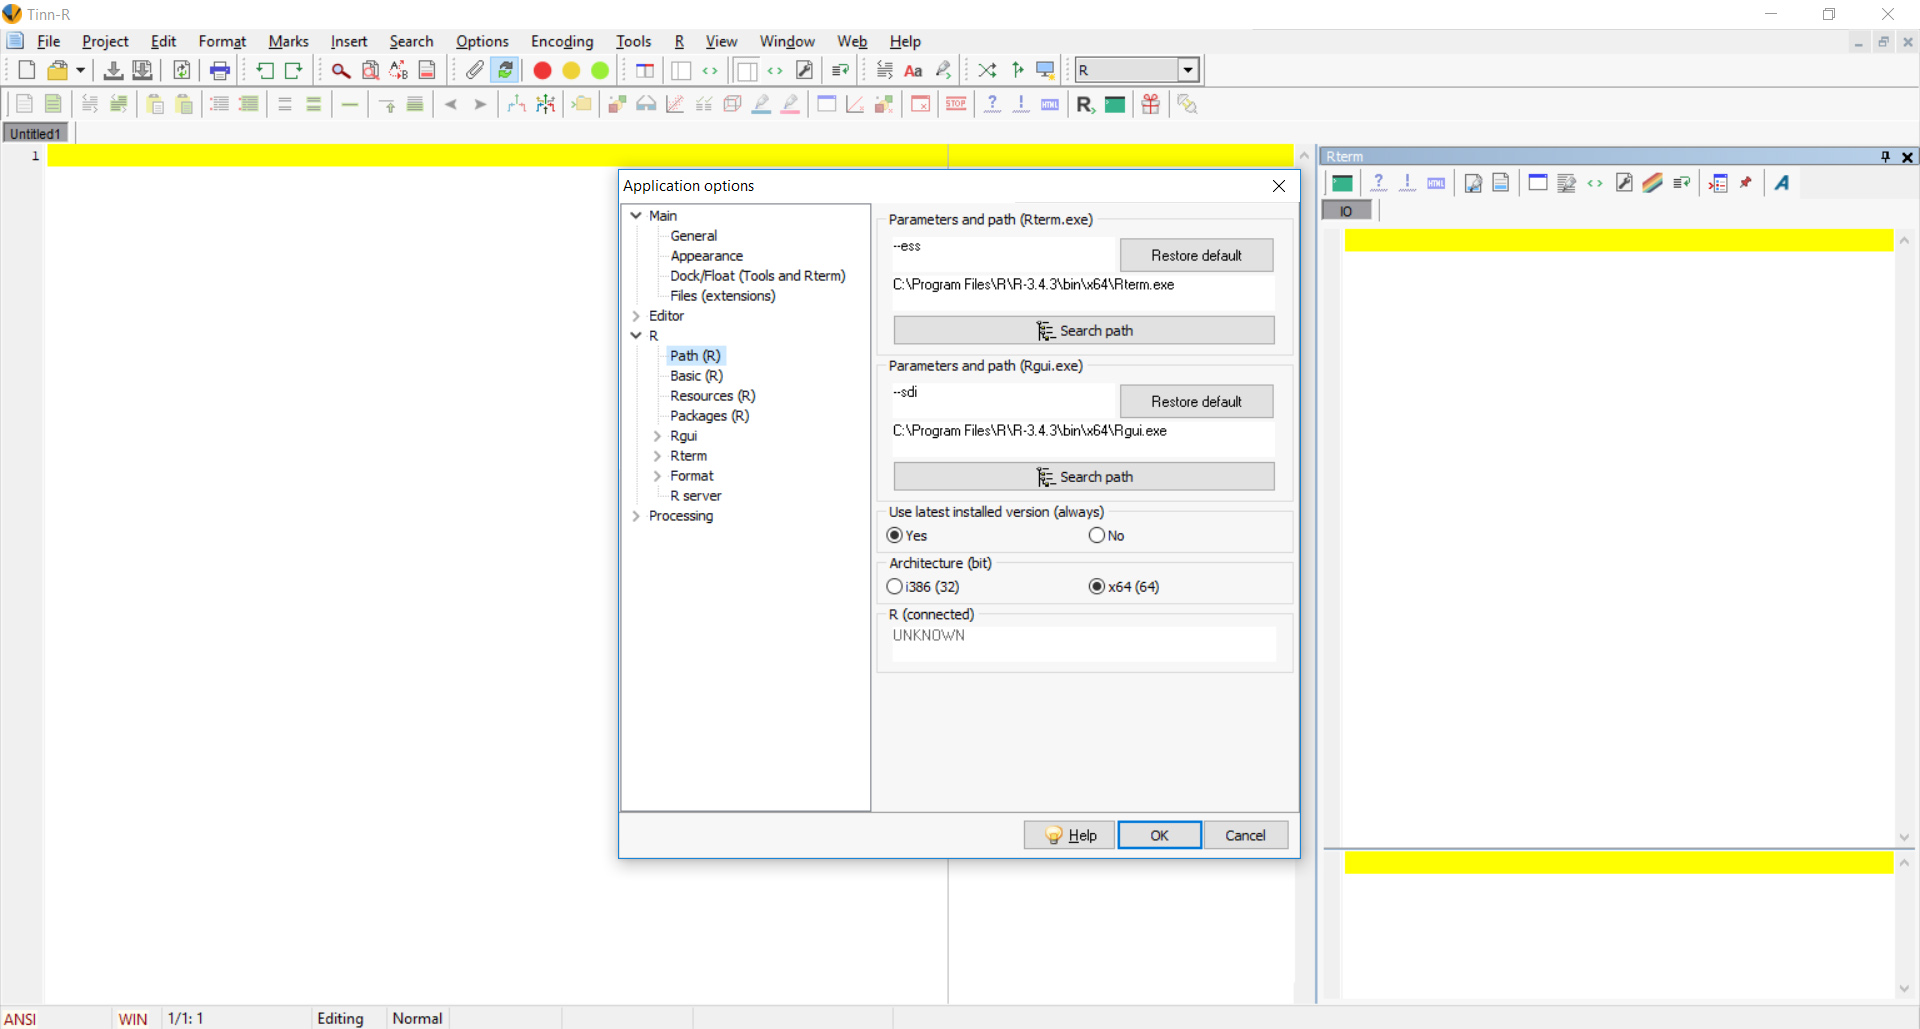 Tinn-R
File Project Edit Format Marks Insert Search Options Encoding Tools R View Window Web Help
R
STOP HTML R
Untitled1
1
Rterm
HTML
IO
Application options
Main
General
Appearance
Dock/Float (Tools and Rterm)
Files (extensions)
Editor
R
Path (R)
Basic (R)
Resources (R)
Packages (R)
Rgui
Rterm
Format
R server
Processing
Parameters and path (Rterm.exe)
--ess
Restore default
C:\Program Files\R\R-3.4.3\bin\x64\Rterm.exe
Search path
Parameters and path (Rgui.exe)
--sdi
Restore default
C:\Program Files\R\R-3.4.3\bin\x64\Rgui.exe
Search path
Use latest installed version (always)
Yes No
Architecture (bit)
i386 (32) x64 (64)
R (connected)
UNKNOWN
Help OK Cancel
ANSI WIN 1/1: 1 Editing Normal